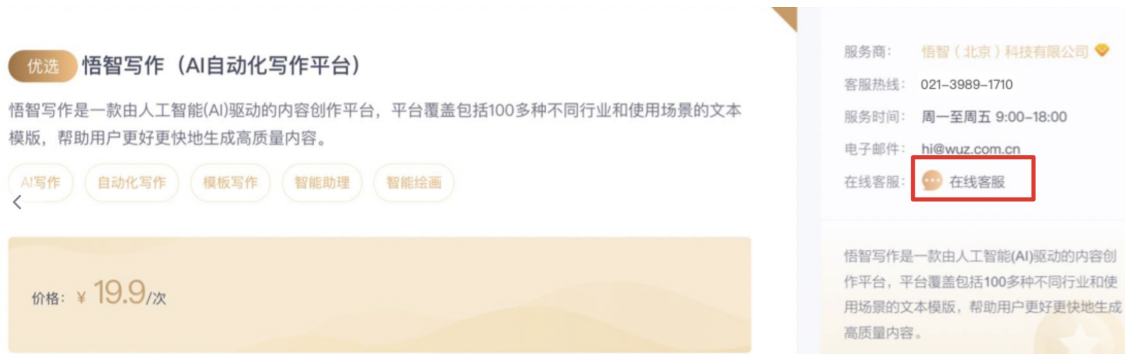 优选 悟智写作（AI自动化写作平台）
悟智写作是一款由人工智能(AI)驱动的内容创作平台，平台覆盖包括100多种不同行业和使用场景的文本
模版，帮助用户更好更快地生成高质量内容。
AI写作 自动化写作 模板写作 智能助理 智能绘画
价格：¥ 19.9/次
服务商： 悟智（北京）科技有限公司
客服热线： 021-3989-1710
服务时间： 周一至周五 9:00-18:00
电子邮件： hi@wuz.com.cn
在线客服： 在线客服
悟智写作是一款由人工智能(AI)驱动的内容创
作平台，平台覆盖包括100多种不同行业和使
用场景的文本模版，帮助用户更好更快地生成
高质量内容。